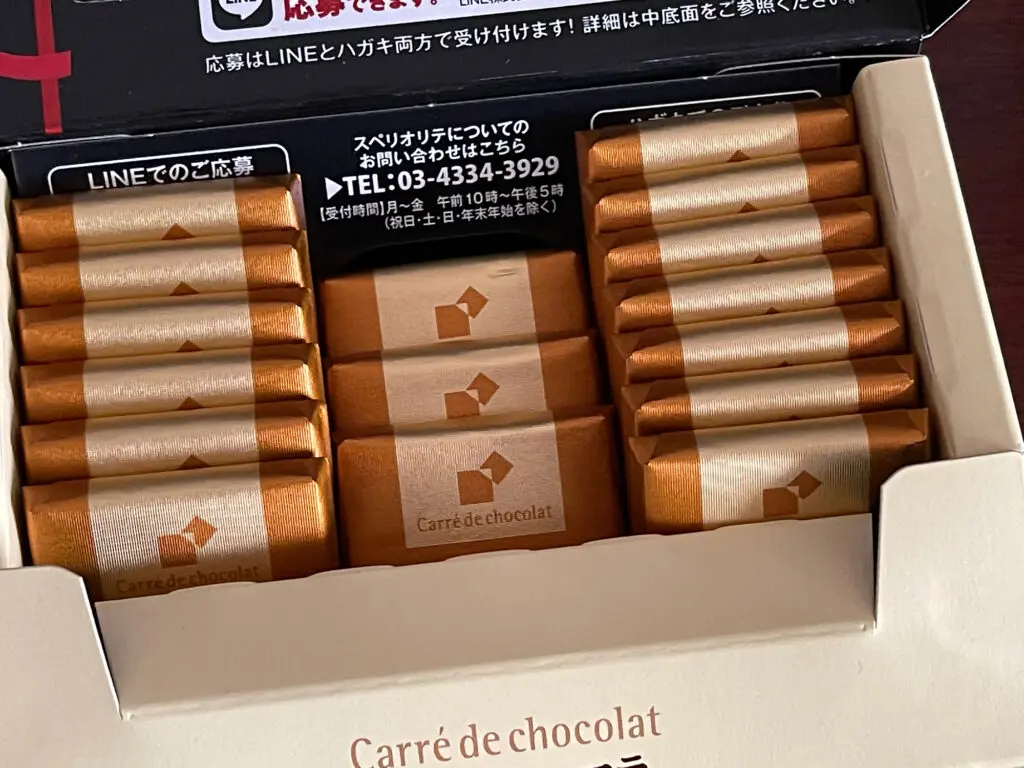 LINE
応募できます。
応募はLINEとハガキ両方で受け付けます! 詳細は中底面をご参照ください。
LINEでのご応募
スペリオリテについての
お問い合わせはこちら
▶TEL:03-4334-3929
【受付時間】月〜金 午前10時〜午後5時
(祝日・土・日・年末年始を除く)
Carré de chocolat
Carré de chocolat
Carré de chocolat